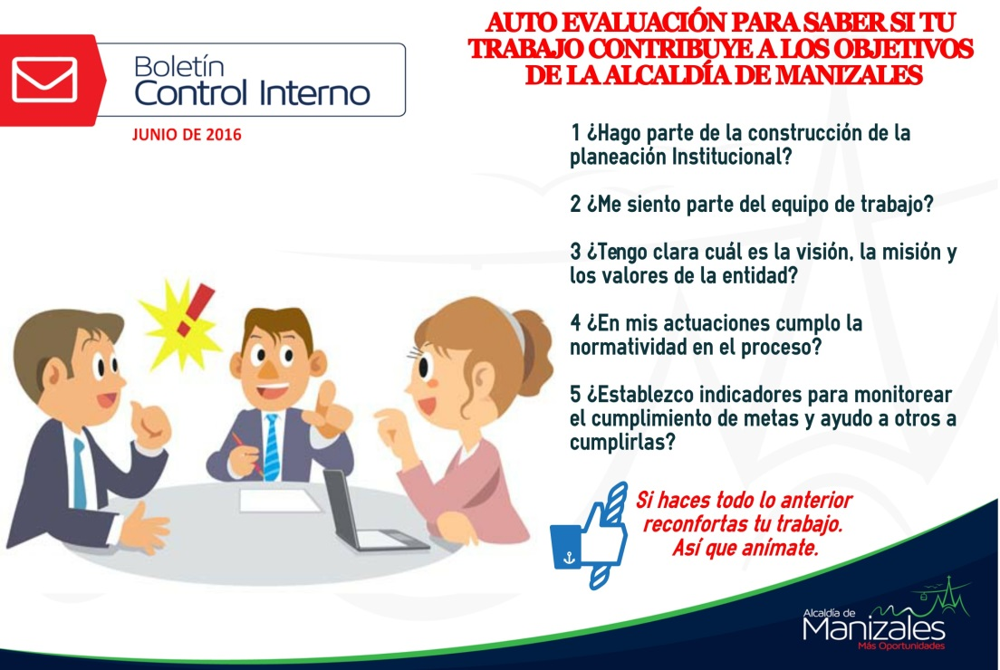 Boletín
Control Interno
JUNIO DE 2016
AUTO EVALUACIÓN PARA SABER SI TU
TRABAJO CONTRIBUYE A LOS OBJETIVOS
DE LA ALCALDÍA DE MANIZALES
1 ¿Hago parte de la construcción de la
planeación Institucional?
2 ¿Me siento parte del equipo de trabajo?
3 ¿Tengo clara cuál es la visión, la misión y
los valores de la entidad?
4 ¿En mis actuaciones cumplo la
normatividad en el proceso?
5 ¿Establezco indicadores para monitorear
el cumplimiento de metas y ayudo a otros a
cumplirlas?
Si haces todo lo anterior
reconfortas tu trabajo.
Así que anímate.
Alcaldía de
Manizales
Más Oportunidades